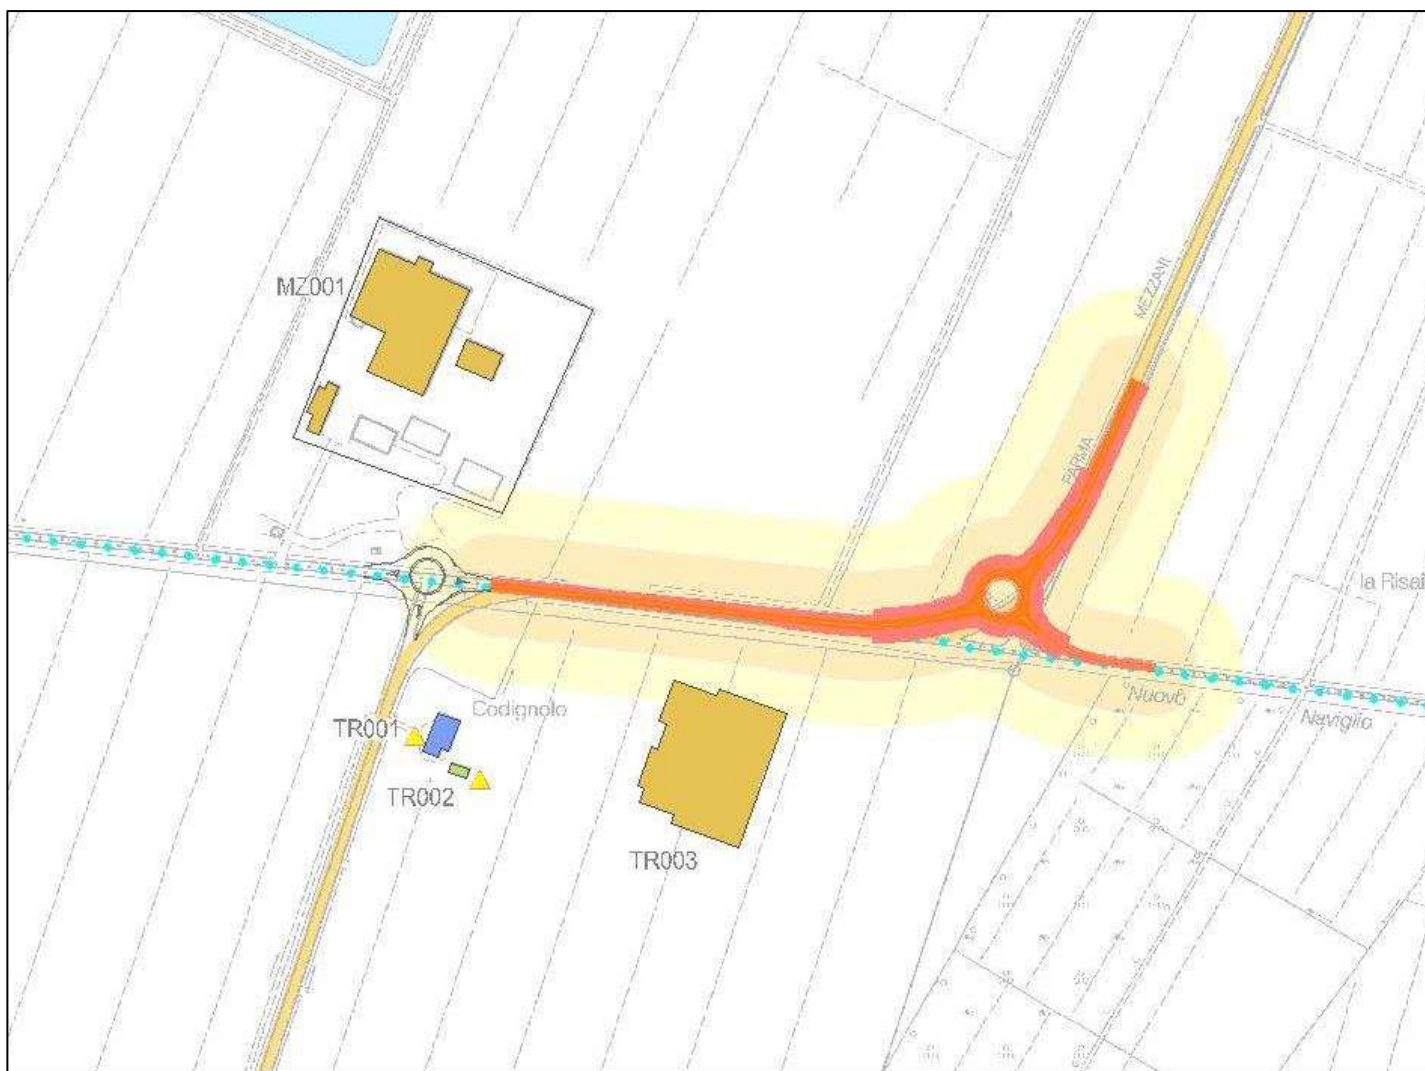 MEZZANI
MZ001
PARMA
la Risai
Nuovo
Codignolo
Naviglio
TR001
TR002
TR003